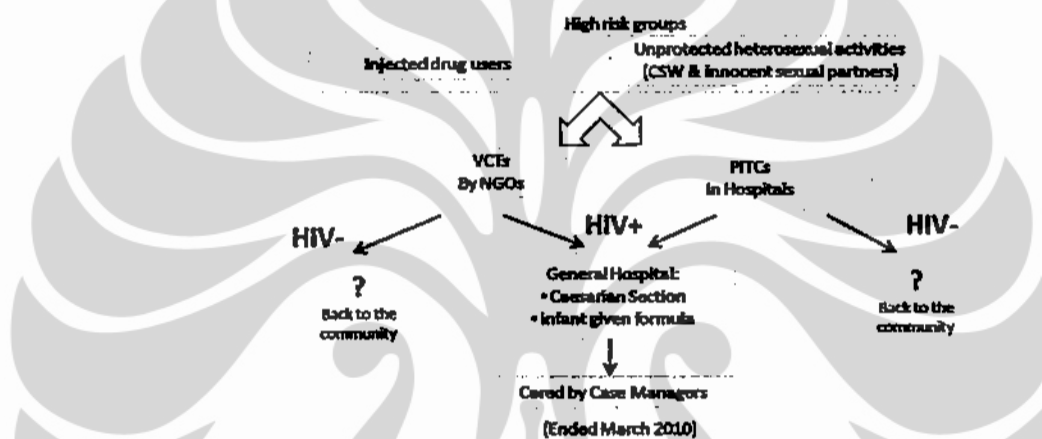 High risk groups
Injected drug users
Unprotected heterosexual activities
(CSW & innocent sexual partners)
VCTs
By NGOs
PITCs
In Hospitals
HIV-
HIV+
HIV-
?
Back to the
community
General Hospital:
• Caesarian Section
• infant given formula
?
Back to the
community
Cared by Case Managers
(Ended March 2010)